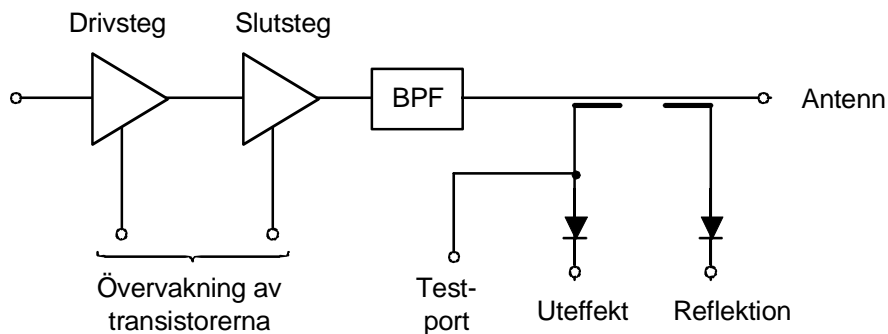 Drivsteg
Slutsteg
BPF
Antenn
Övervakning av
transistorerna
Test-
port
Uteffekt
Reflektion